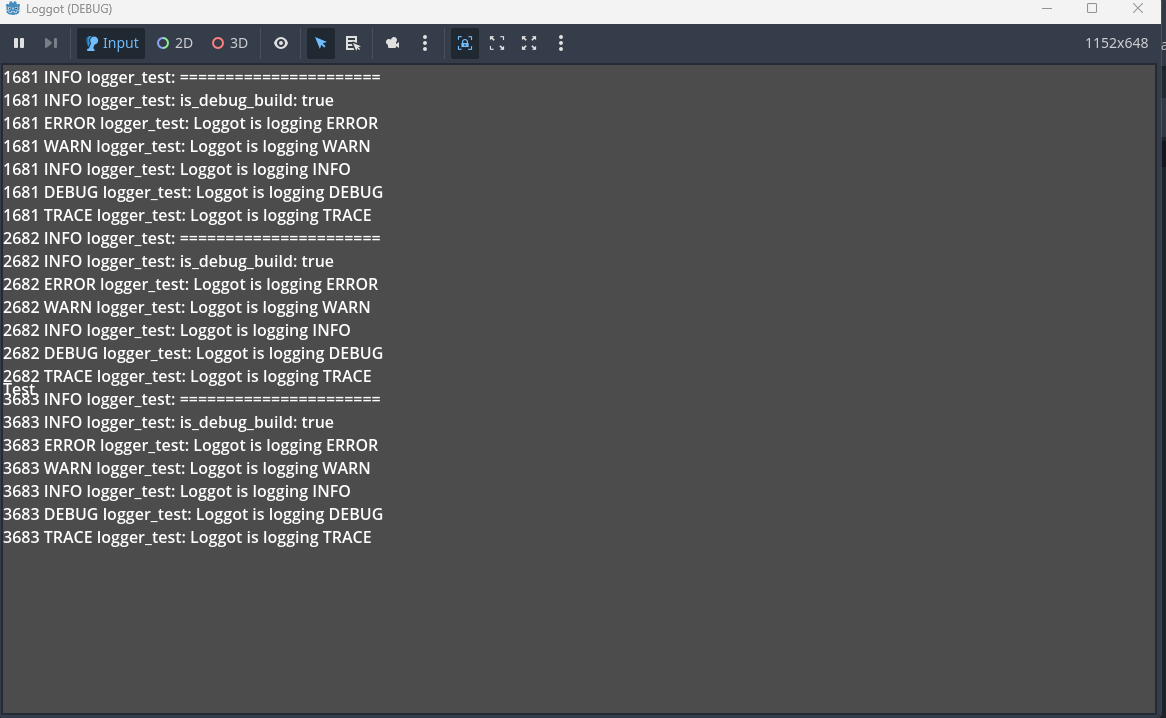 Loggot (DEBUG)
Input 2D 3D 1152x648
1681 INFO logger_test: ======================
1681 INFO logger_test: is_debug_build: true
1681 ERROR logger_test: Loggot is logging ERROR
1681 WARN logger_test: Loggot is logging WARN
1681 INFO logger_test: Loggot is logging INFO
1681 DEBUG logger_test: Loggot is logging DEBUG
1681 TRACE logger_test: Loggot is logging TRACE
2682 INFO logger_test: ======================
2682 INFO logger_test: is_debug_build: true
2682 ERROR logger_test: Loggot is logging ERROR
2682 WARN logger_test: Loggot is logging WARN
2682 INFO logger_test: Loggot is logging INFO
2682 DEBUG logger_test: Loggot is logging DEBUG
2682 TRACE logger_test: Loggot is logging TRACE
Test
3683 INFO logger_test: ======================
3683 INFO logger_test: is_debug_build: true
3683 ERROR logger_test: Loggot is logging ERROR
3683 WARN logger_test: Loggot is logging WARN
3683 INFO logger_test: Loggot is logging INFO
3683 DEBUG logger_test: Loggot is logging DEBUG
3683 TRACE logger_test: Loggot is logging TRACE